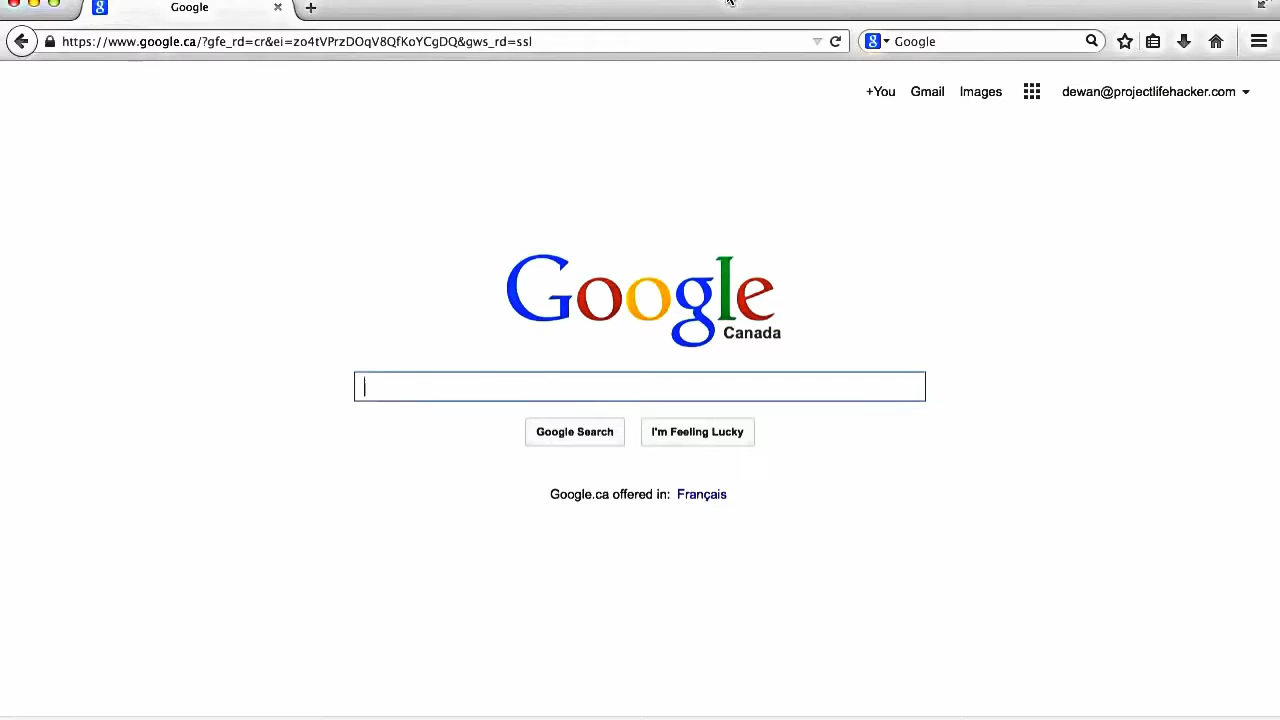 Google
https://www.google.ca/?gfe_rd=cr&ei=zo4tVPrzDOqV8QfKoYCgDQ&gws_rd=ssl
Google
+You Gmail Images dewan@projectlifehacker.com
Google
Canada
Google Search I'm Feeling Lucky
Google.ca offered in: Français